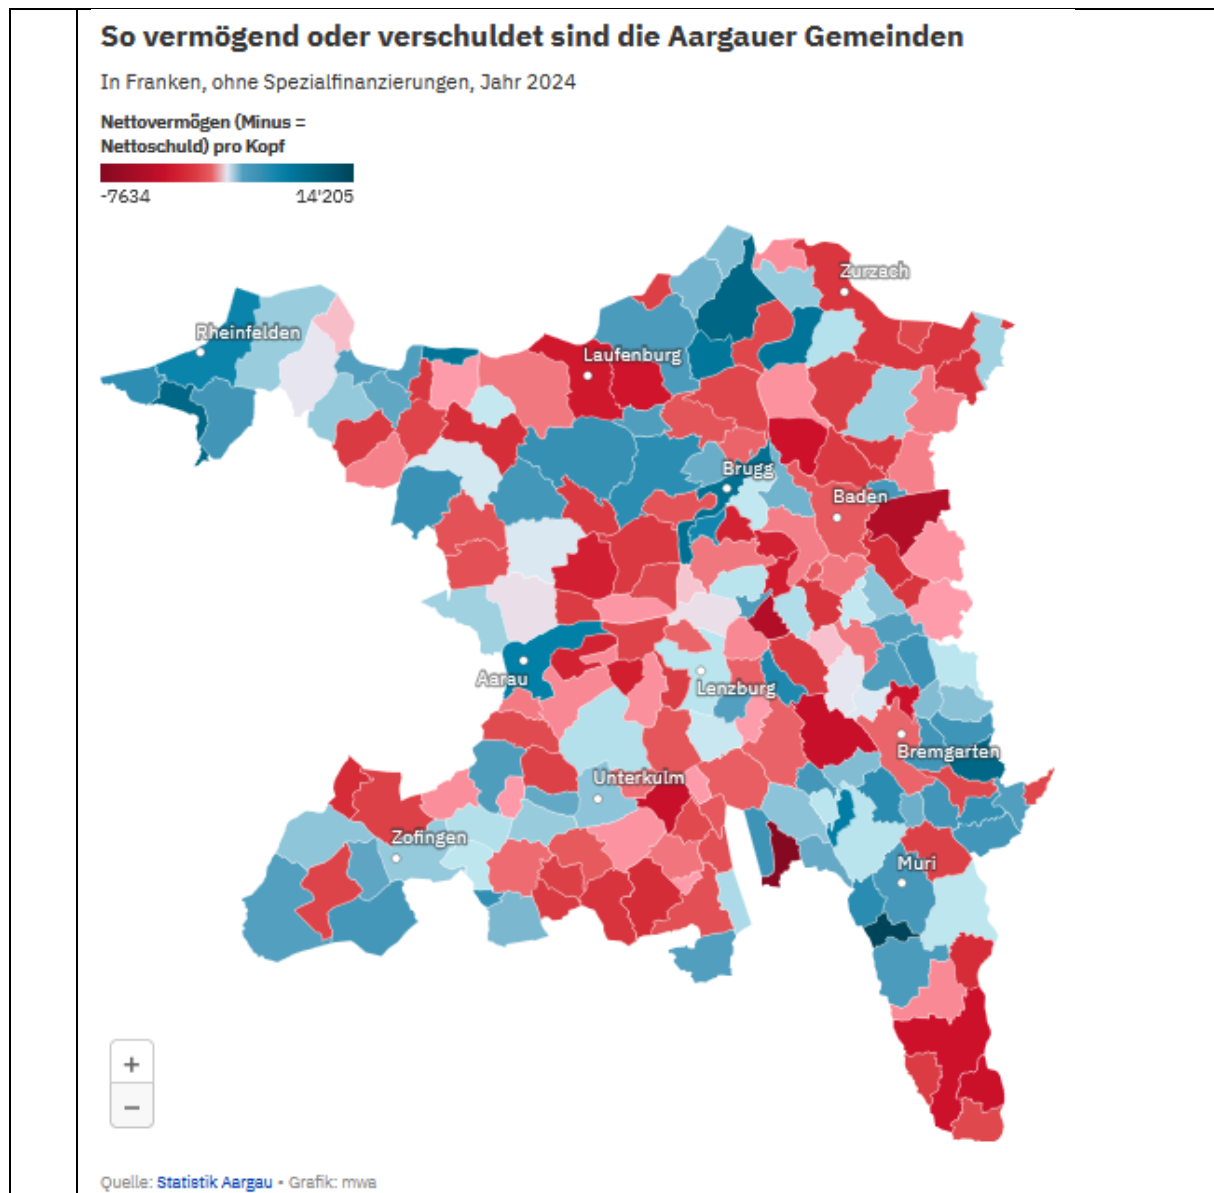 So vermögend oder verschuldet sind die Aargauer Gemeinden
In Franken, ohne Spezialfinanzierungen, Jahr 2024
Nettovermögen (Minus =
Nettoschuld) pro Kopf
-7634 14'205
Zurzach
Rheinfelden
Laufenburg
Brugg
Baden
Aarau
Lenzburg
Bremgarten
Unterkulm
Zofingen
Muri
+
−
Quelle: Statistik Aargau • Grafik: mwa